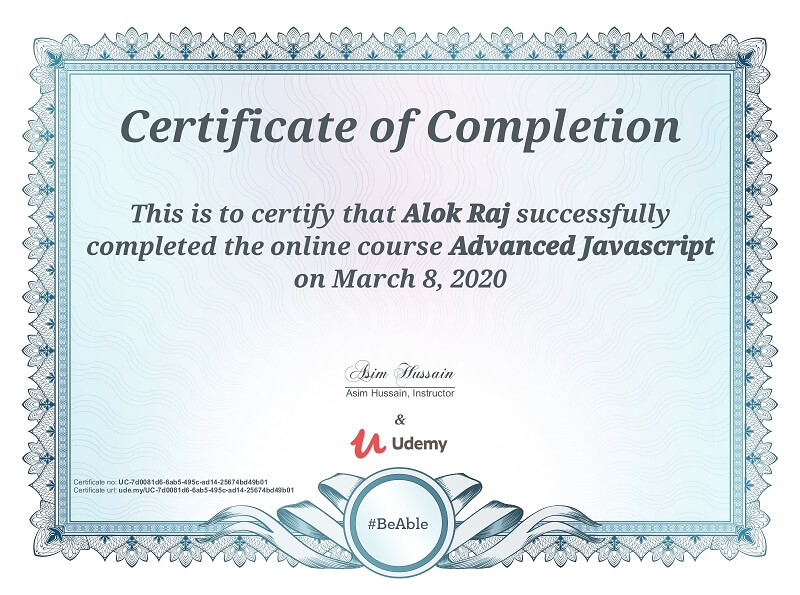 Certificate of Completion
This is to certify that Alok Raj successfully
completed the online course Advanced Javascript
on March 8, 2020
Asim Hussain
Asim Hussain, Instructor
&
Udemy
Certificate no: UC-7d0081d6-6ab5-495c-ad14-25674bd49b01
Certificate url: ude.my/UC-7d0081d6-6ab5-495c-ad14-25674bd49b01
#BeAble